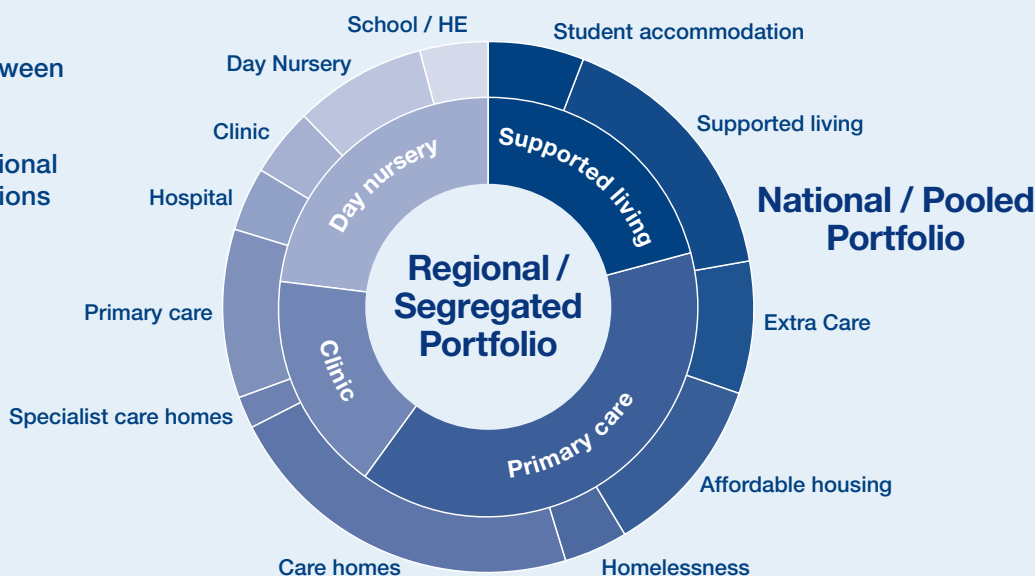 School / HE
Student accommodation
Day Nursery
ween
Supported living
Clinic
ional
ions
Hospital
National / Pooled
Portfolio
Day nursery
Supported living
Regional /
Segregated
Portfolio
Primary care
Extra Care
Clinic
Primary care
Specialist care homes
Affordable housing
Care homes
Homelessness